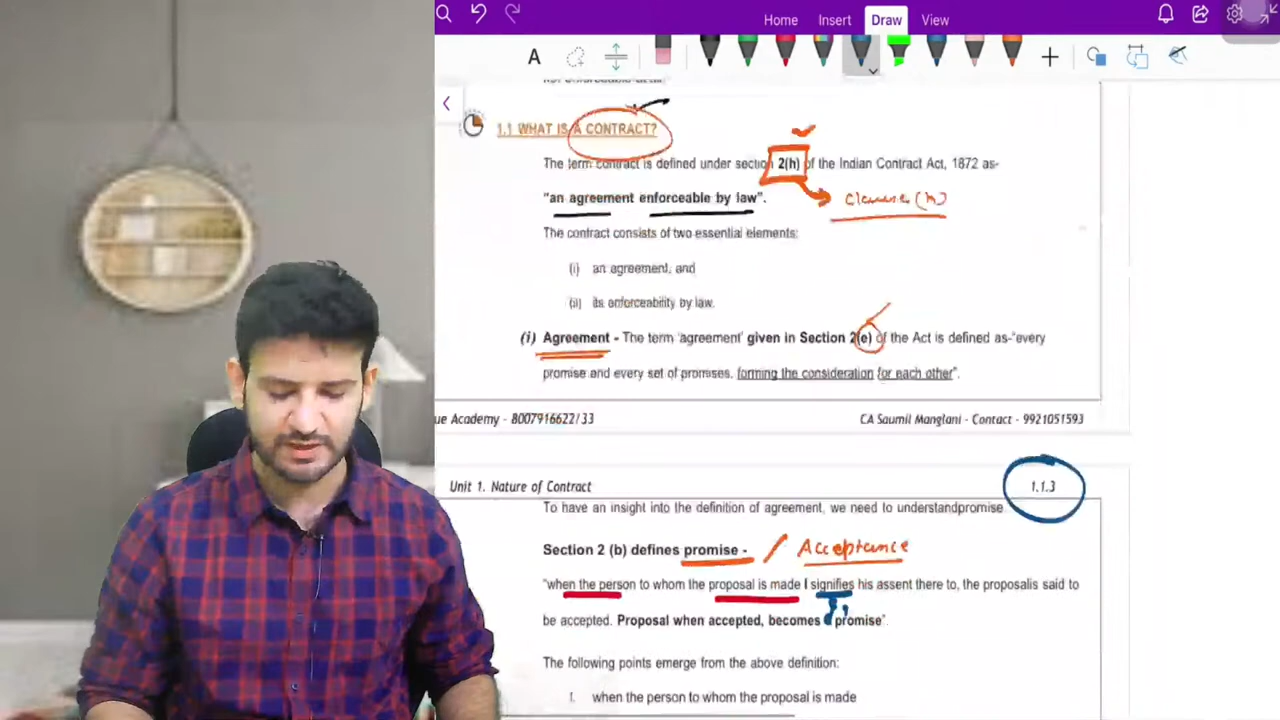 Home Insert Draw View
A
1.1 WHAT IS A CONTRACT?
The term contract is defined under section 2(h) of the Indian Contract Act, 1872 as-
"an agreement enforceable by law".
Clause (h)
The contract consists of two essential elements:
(i) an agreement, and
(ii) its enforceability by law.
(i) Agreement - The term 'agreement' given in Section 2(e) of the Act is defined as-"every
promise and every set of promises, forming the consideration for each other".
ue Academy - 8007916622/33 CA Saumil Manglani - Contact - 9921051593
Unit 1. Nature of Contract 1.1.3
To have an insight into the definition of agreement, we need to understandpromise
Section 2 (b) defines promise - / Acceptance
"when the person to whom the proposal is made I signifies his assent there to, the proposalis said to
be accepted. Proposal when accepted, becomes a promise".
The following points emerge from the above definition:
when the person to whom the proposal is made